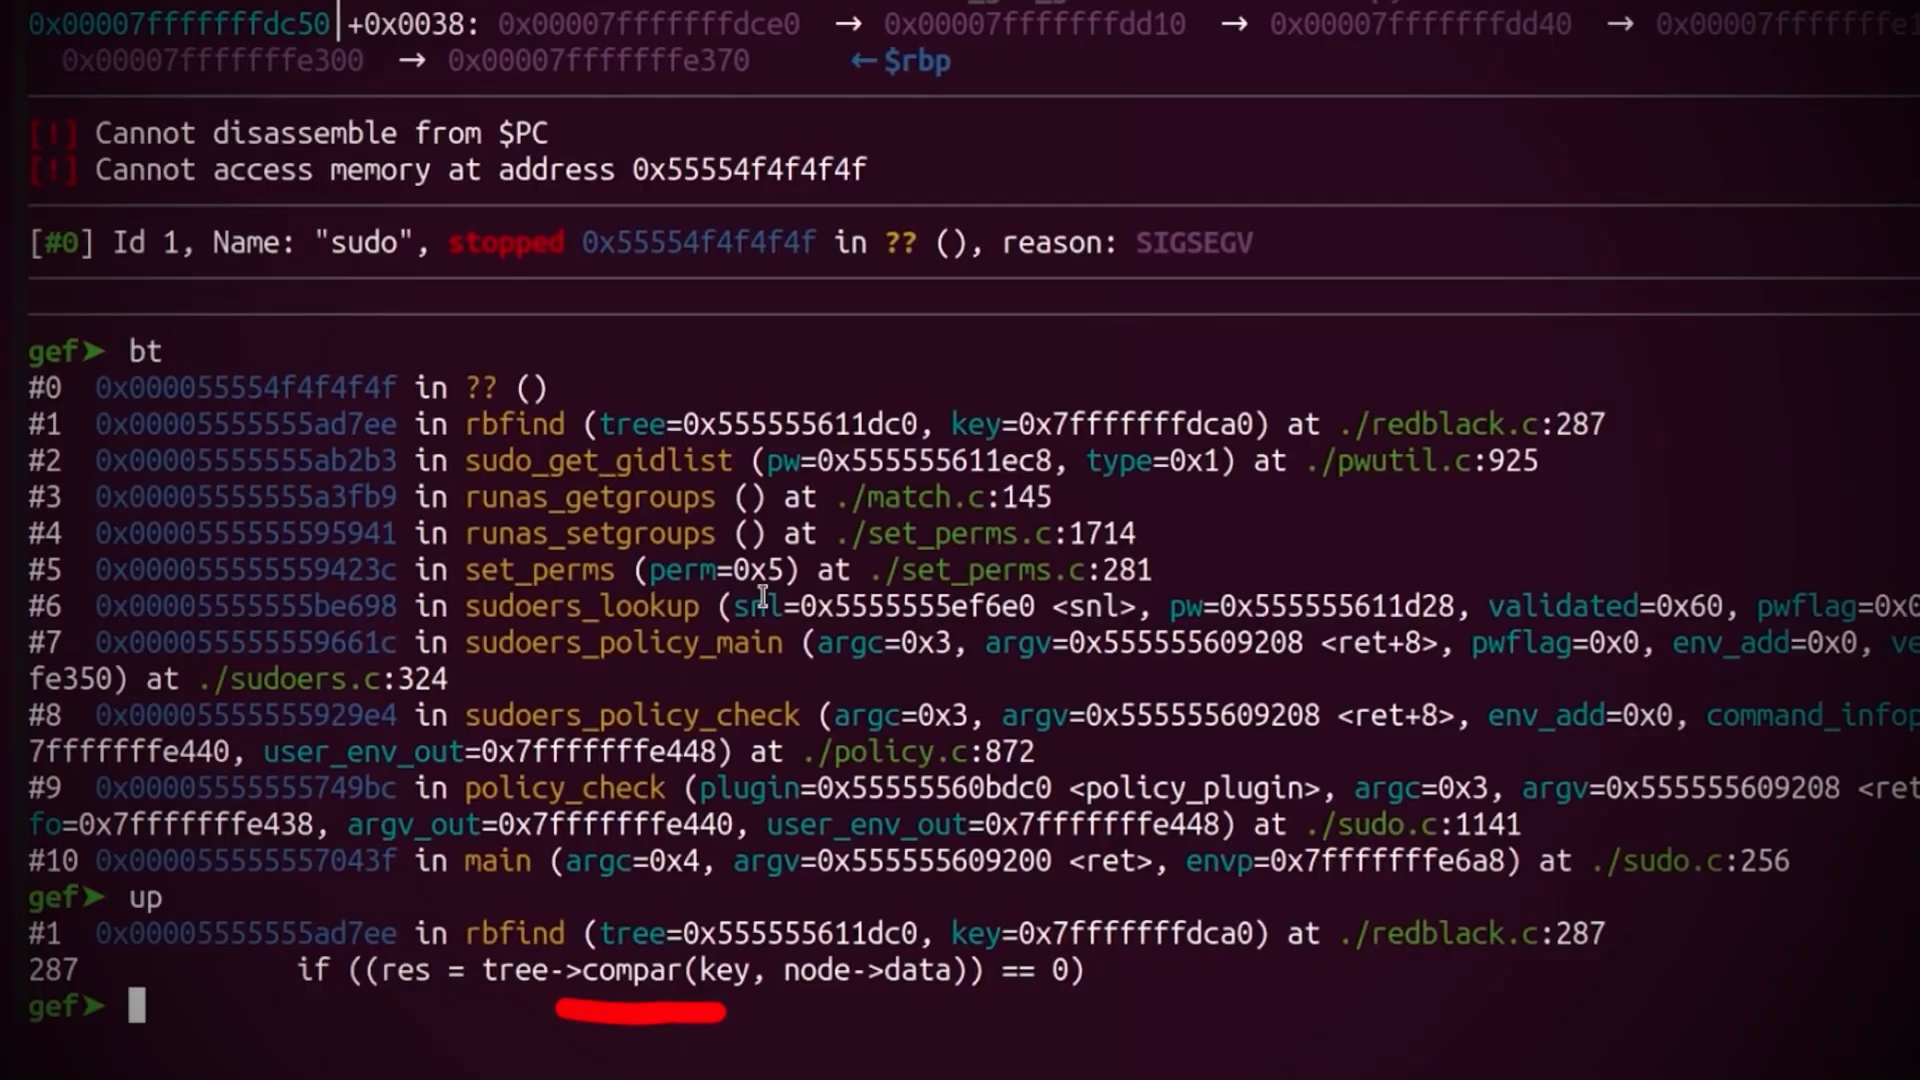 0x00007fffffffdc50|+0x0038: 0x00007fffffffdce0 → 0x00007fffffffdd10 → 0x00007fffffffdd40 → 0x00007fffffffe1
0x00007fffffffe300 → 0x00007fffffffe370 ←$rbp
[!] Cannot disassemble from $PC
[!] Cannot access memory at address 0x55554f4f4f4f
[#0] Id 1, Name: "sudo", stopped 0x55554f4f4f4f in ?? (), reason: SIGSEGV
gef➤ bt
#0 0x000055554f4f4f4f in ?? ()
#1 0x00005555555ad7ee in rbfind (tree=0x555555611dc0, key=0x7fffffffdca0) at ./redblack.c:287
#2 0x00005555555ab2b3 in sudo_get_gidlist (pw=0x555555611ec8, type=0x1) at ./pwutil.c:925
#3 0x00005555555a3fb9 in runas_getgroups () at ./match.c:145
#4 0x0000555555595941 in runas_setgroups () at ./set_perms.c:1714
#5 0x000055555559423c in set_perms (perm=0x5) at ./set_perms.c:281
#6 0x00005555555be698 in sudoers_lookup (snl=0x5555555ef6e0 <snl>, pw=0x555555611d28, validated=0x60, pwflag=0x0
#7 0x000055555559661c in sudoers_policy_main (argc=0x3, argv=0x555555609208 <ret+8>, pwflag=0x0, env_add=0x0, ve
fe350) at ./sudoers.c:324
#8 0x00005555555929e4 in sudoers_policy_check (argc=0x3, argv=0x555555609208 <ret+8>, env_add=0x0, command_infop
7fffffffe440, user_env_out=0x7fffffffe448) at ./policy.c:872
#9 0x00005555555749bc in policy_check (plugin=0x55555560bdc0 <policy_plugin>, argc=0x3, argv=0x555555609208 <ret
fo=0x7fffffffe438, argv_out=0x7fffffffe440, user_env_out=0x7fffffffe448) at ./sudo.c:1141
#10 0x000055555557043f in main (argc=0x4, argv=0x555555609200 <ret>, envp=0x7fffffffe6a8) at ./sudo.c:256
gef➤ up
#1 0x00005555555ad7ee in rbfind (tree=0x555555611dc0, key=0x7fffffffdca0) at ./redblack.c:287
287 if ((res = tree->compar(key, node->data)) == 0)
gef➤